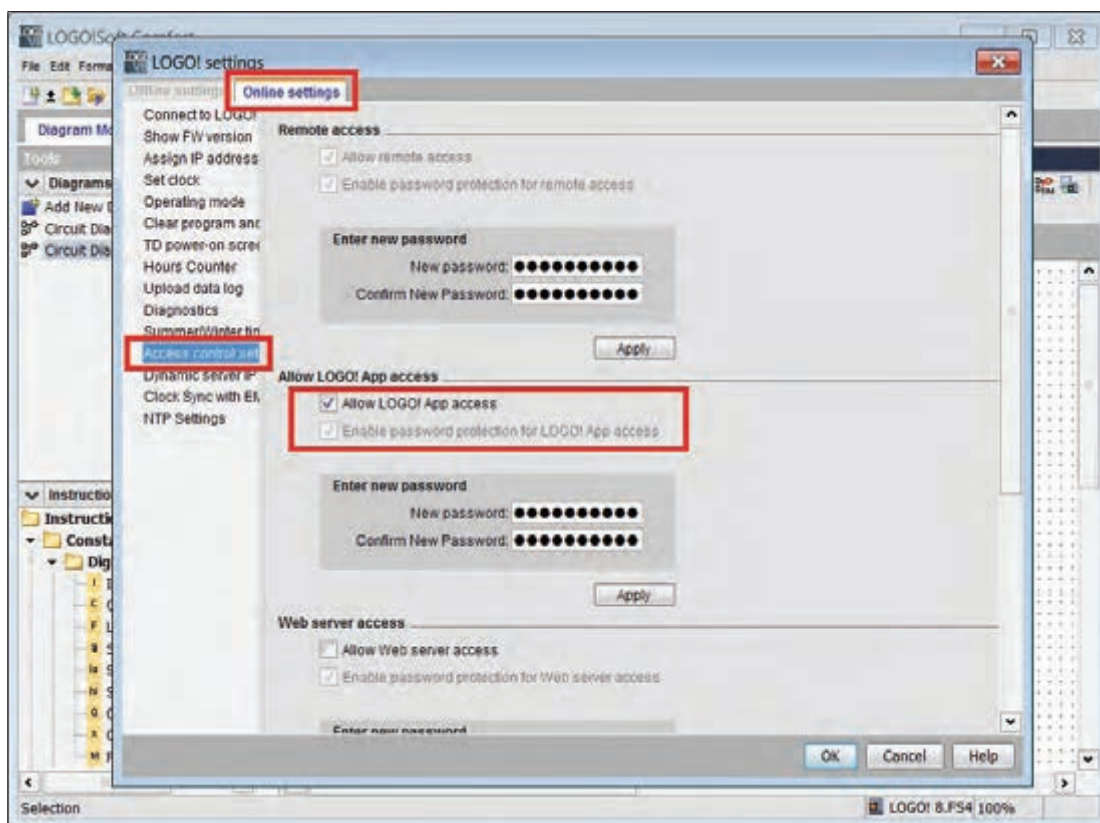 LOGO!Soft Comfort
File Edit Forma
LOGO! settings
Offline settings
Online settings
Diagram Mo
Tools
Diagrams
Add New D
Circuit Dia
Circuit Dia
Connect to LOGO!
Show FW version
Assign IP address
Set clock
Operating mode
Clear program and
TD power-on scree
Hours Counter
Upload data log
Diagnostics
Summer/Winter tin
Access control set
Dynamic server IP
Clock Sync with EM
NTP Settings
Remote access
Allow remote access
Enable password protection for remote access
Enter new password
New password: ●●●●●●●●●●
Confirm New Password: ●●●●●●●●●●
Apply
Allow LOGO! App access
Allow LOGO! App access
Enable password protection for LOGO! App access
Enter new password
New password: ●●●●●●●●●●
Confirm New Password: ●●●●●●●●●●
Apply
Web server access
Allow Web server access
Enable password protection for Web server access
Enter new password
Instructio
Instructi
Consta
Dig
OK Cancel Help
Selection
LOGO! 8.FS4 100%